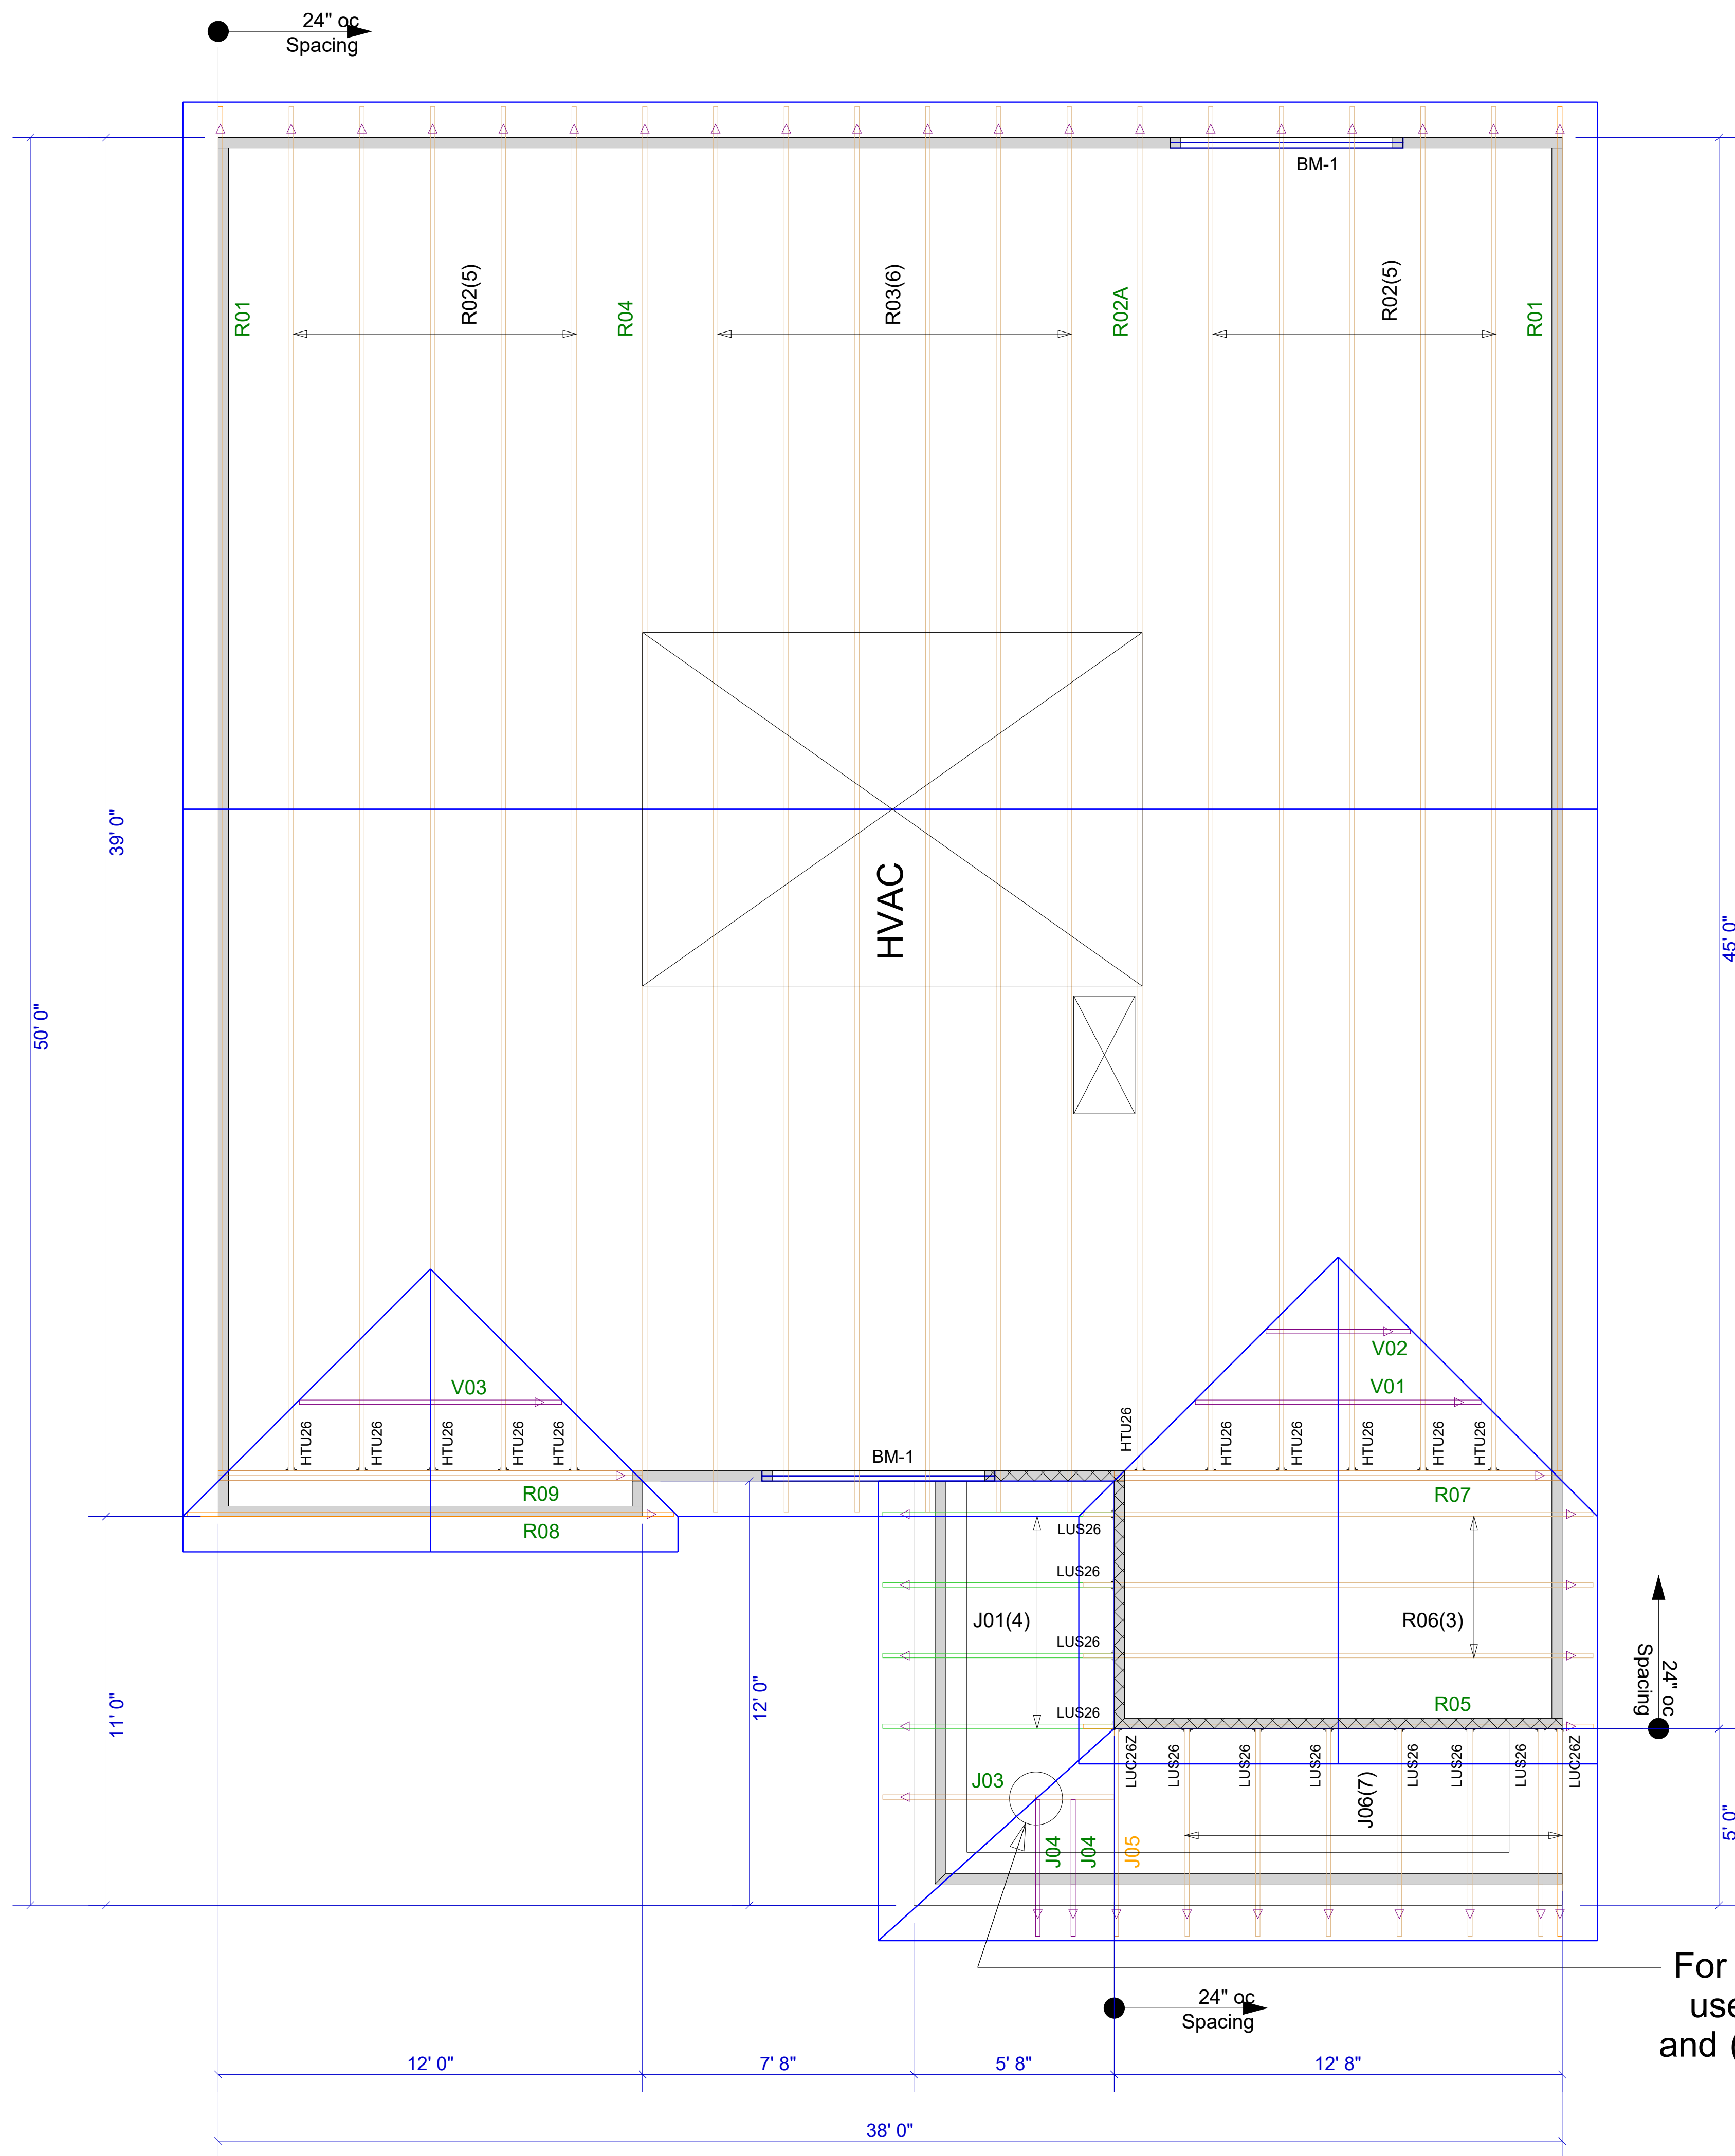 24" oc
Spacing
BM-1
R01
R02(5)
R04
R03(6)
R02A
R02(5)
R01
39' 0"
50' 0"
45' 0"
HVAC
V02
V03
V01
HTU26
HTU26
HTU26
HTU26
HTU26
HTU26
HTU26
HTU26
HTU26
HTU26
HTU26
BM-1
R09
R07
R08
LUS26
LUS26
J01(4)
R06(3)
LUS26
24" oc
Spacing
11' 0"
12' 0"
R05
LUS26
LUC26Z
LUS26
LUS26
LUS26
LUS26
LUS26
LUS26
LUC26Z
J03
J06(7)
J04
J04
J05
5' 0"
For
use
and (
24" oc
Spacing
12' 0"
7' 8"
5' 8"
12' 8"
38' 0"